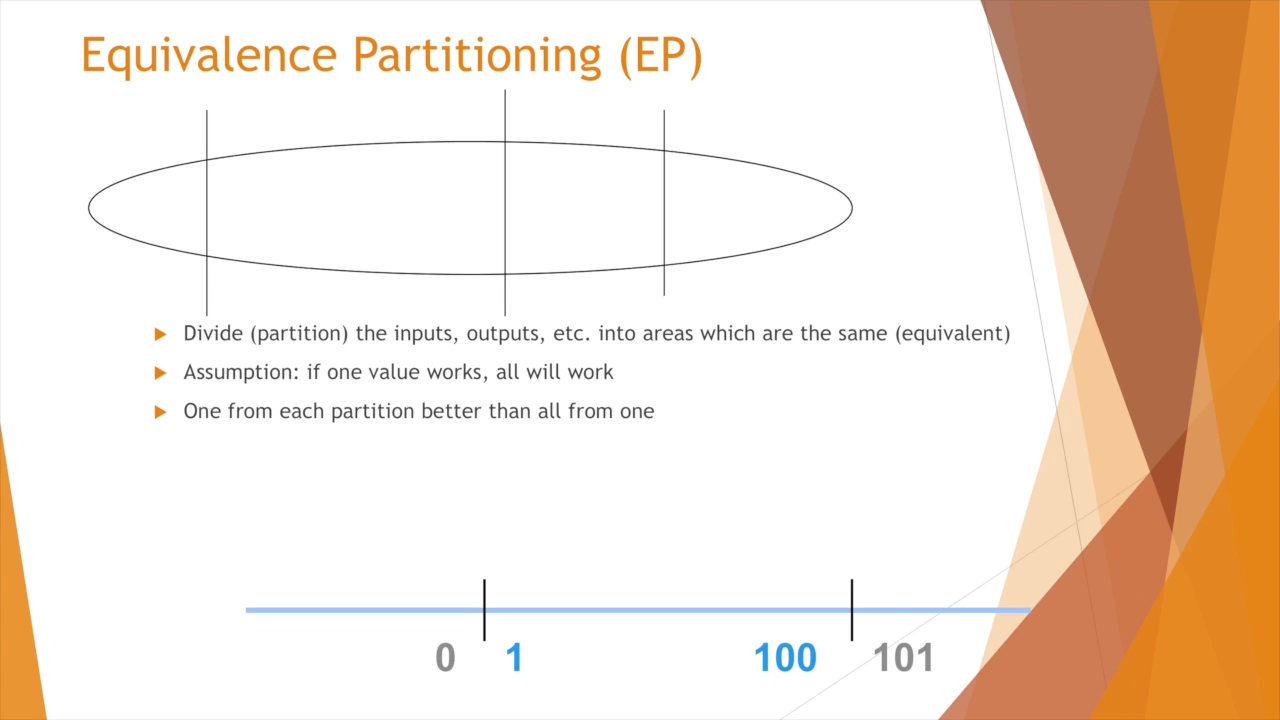 Equivalence Partitioning (EP)
Divide (partition) the inputs, outputs, etc. into areas which are the same (equivalent)
Assumption: if one value works, all will work
One from each partition better than all from one
0 1 100 101